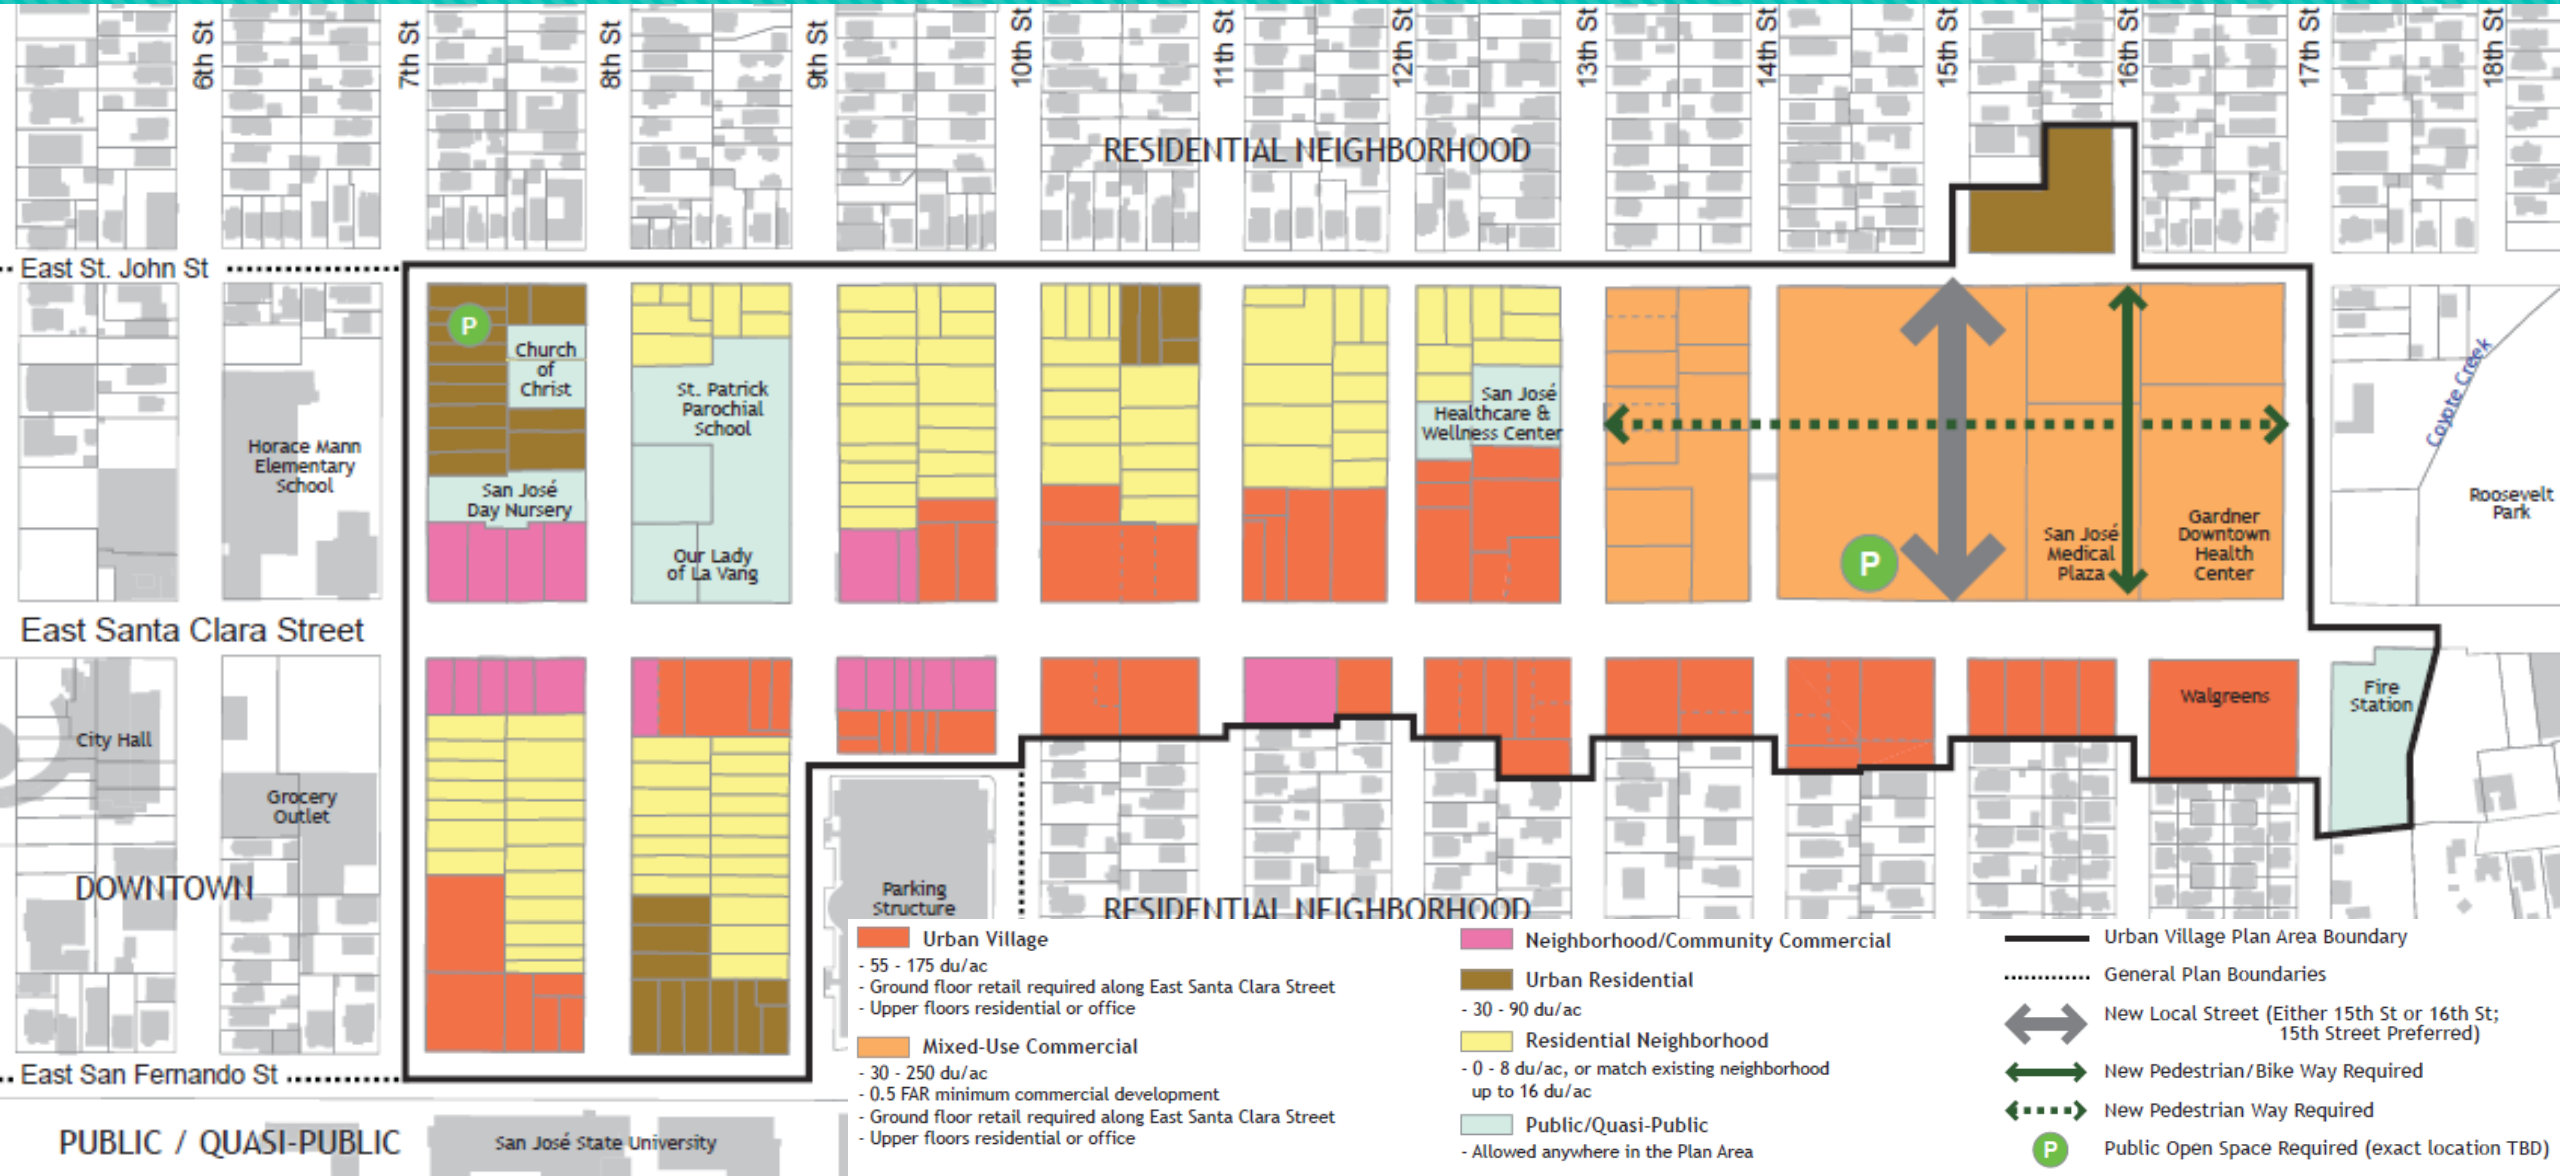 6th St
7th St
8th St
9th St
10th St
11th St
12th St
13th St
14th St
15th St
16th St
17th St
18th St
RESIDENTIAL NEIGHBORHOOD
East St. John St
P
Church
of
Christ
St. Patrick
Parochial
School
San José
Healthcare &
Wellness Center
Horace Mann
Elementary
School
San José
Day Nursery
Our Lady
of La Vang
P
San José
Medical
Plaza
Gardner
Downtown
Health
Center
Coyote Creek
Roosevelt
Park
East Santa Clara Street
City Hall
Grocery
Outlet
Walgreens
Fire
Station
DOWNTOWN
Parking
Structure
RESIDENTIAL NEIGHBORHOOD
East San Fernando St
PUBLIC / QUASI-PUBLIC
San José State University
Urban Village
- 55 - 175 du/ac
- Ground floor retail required along East Santa Clara Street
- Upper floors residential or office
Mixed-Use Commercial
- 30 - 250 du/ac
- 0.5 FAR minimum commercial development
- Ground floor retail required along East Santa Clara Street
- Upper floors residential or office
Neighborhood/Community Commercial
Urban Residential
- 30 - 90 du/ac
Residential Neighborhood
- 0 - 8 du/ac, or match existing neighborhood
up to 16 du/ac
Public/Quasi-Public
- Allowed anywhere in the Plan Area
Urban Village Plan Area Boundary
General Plan Boundaries
New Local Street (Either 15th St or 16th St;
15th Street Preferred)
New Pedestrian/Bike Way Required
New Pedestrian Way Required
P Public Open Space Required (exact location TBD)